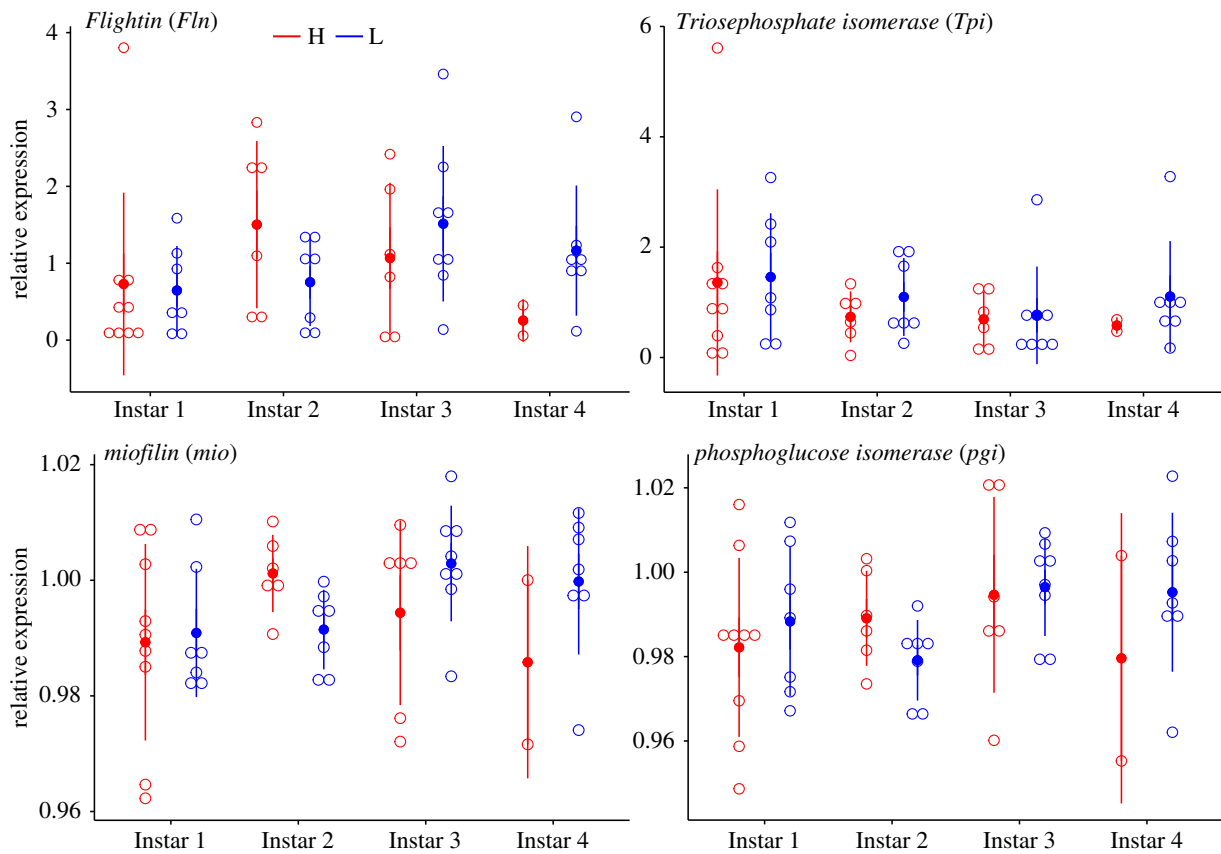 Flightin (Fln)
H L
relative expression
4
3
2
1
0
Instar 1 Instar 2 Instar 3 Instar 4
Triosephosphate isomerase (Tpi)
6
4
2
0
Instar 1 Instar 2 Instar 3 Instar 4
miofilin (mio)
relative expression
1.02
1.00
0.98
0.96
Instar 1 Instar 2 Instar 3 Instar 4
phosphoglucose isomerase (pgi)
1.02
1.00
0.98
0.96
Instar 1 Instar 2 Instar 3 Instar 4